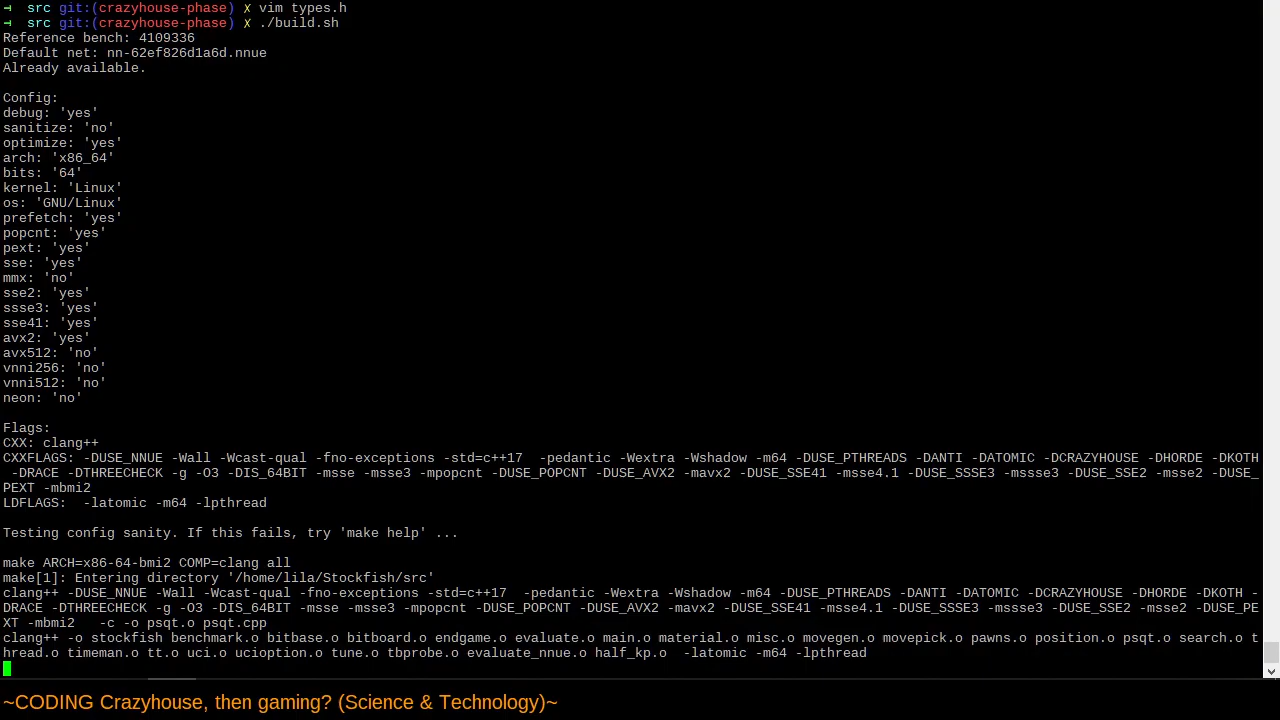 → src git:(crazyhouse-phase) ✗ vim types.h
→ src git:(crazyhouse-phase) ✗ ./build.sh
Reference bench: 4109336
Default net: nn-62ef826d1a6d.nnue
Already available.

Config:
debug: 'yes'
sanitize: 'no'
optimize: 'yes'
arch: 'x86_64'
bits: '64'
kernel: 'Linux'
os: 'GNU/Linux'
prefetch: 'yes'
popcnt: 'yes'
pext: 'yes'
sse: 'yes'
mmx: 'no'
sse2: 'yes'
ssse3: 'yes'
sse41: 'yes'
avx2: 'yes'
avx512: 'no'
vnni256: 'no'
vnni512: 'no'
neon: 'no'

Flags:
CXX: clang++
CXXFLAGS: -DUSE_NNUE -Wall -Wcast-qual -fno-exceptions -std=c++17  -pedantic -Wextra -Wshadow -m64 -DUSE_PTHREADS -DANTI -DATOMIC -DCRAZYHOUSE -DHORDE -DKOTH
 -DRACE -DTHREECHECK -g -O3 -DIS_64BIT -msse -msse3 -mpopcnt -DUSE_POPCNT -DUSE_AVX2 -mavx2 -DUSE_SSE41 -msse4.1 -DUSE_SSSE3 -mssse3 -DUSE_SSE2 -msse2 -DUSE_
PEXT -mbmi2
LDFLAGS:  -latomic -m64 -lpthread

Testing config sanity. If this fails, try 'make help' ...

make ARCH=x86-64-bmi2 COMP=clang all
make[1]: Entering directory '/home/lila/Stockfish/src'
clang++ -DUSE_NNUE -Wall -Wcast-qual -fno-exceptions -std=c++17  -pedantic -Wextra -Wshadow -m64 -DUSE_PTHREADS -DANTI -DATOMIC -DCRAZYHOUSE -DHORDE -DKOTH -
DRACE -DTHREECHECK -g -O3 -DIS_64BIT -msse -msse3 -mpopcnt -DUSE_POPCNT -DUSE_AVX2 -mavx2 -DUSE_SSE41 -msse4.1 -DUSE_SSSE3 -mssse3 -DUSE_SSE2 -msse2 -DUSE_PE
XT -mbmi2   -c -o psqt.o psqt.cpp
clang++ -o stockfish benchmark.o bitbase.o bitboard.o endgame.o evaluate.o main.o material.o misc.o movegen.o movepick.o pawns.o position.o psqt.o search.o t
hread.o timeman.o tt.o uci.o ucioption.o tune.o tbprobe.o evaluate_nnue.o half_kp.o  -latomic -m64 -lpthread
~CODING Crazyhouse, then gaming? (Science & Technology)~